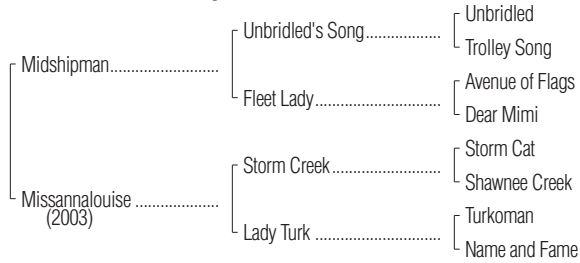 Unbridled
Unbridled's Song..................
Trolley Song
Midshipman..........................
Avenue of Flags
Fleet Lady..............................
Dear Mimi
Storm Cat
Storm Creek..........................
Shawnee Creek
Missannalouise ....................
(2003)
Turkoman
Lady Turk ..............................
Name and Fame